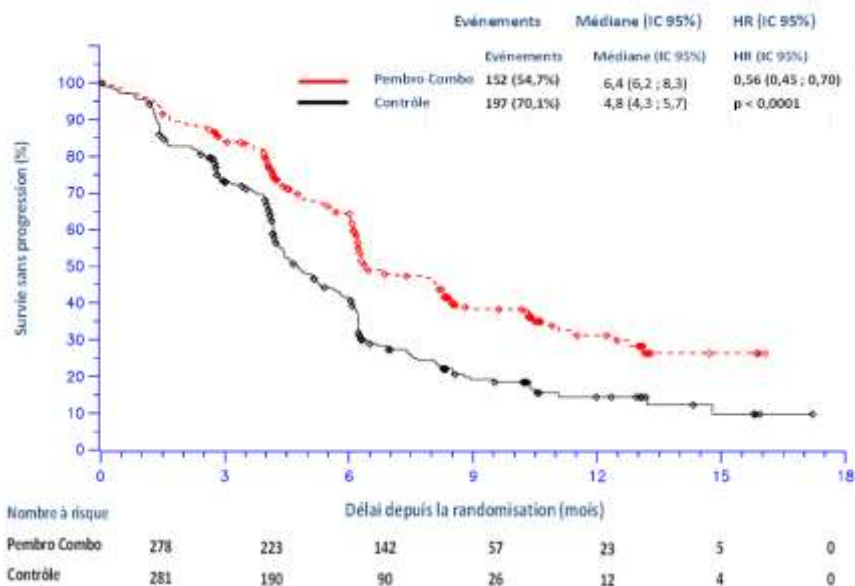 Evénements Médiane (IC 95%) HR (IC 95%)
Evénements Médiane (IC 95%) HR (IC 95%)
Pembro Combo 152 (54,7%) 6,4 (6,2 ; 8,3) 0,56 (0,45 ; 0,70)
Contrôle 197 (70,1%) 4,8 (4,3 ; 5,7) p < 0,0001
Survie sans progression (%)
100
90
80
70
60
50
40
30
20
10
0
0 3 6 9 12 15 18
Nombre à risque Délai depuis la randomisation (mois)
Pembro Combo 278 223 142 57 23 5 0
Contrôle 281 190 90 26 12 4 0